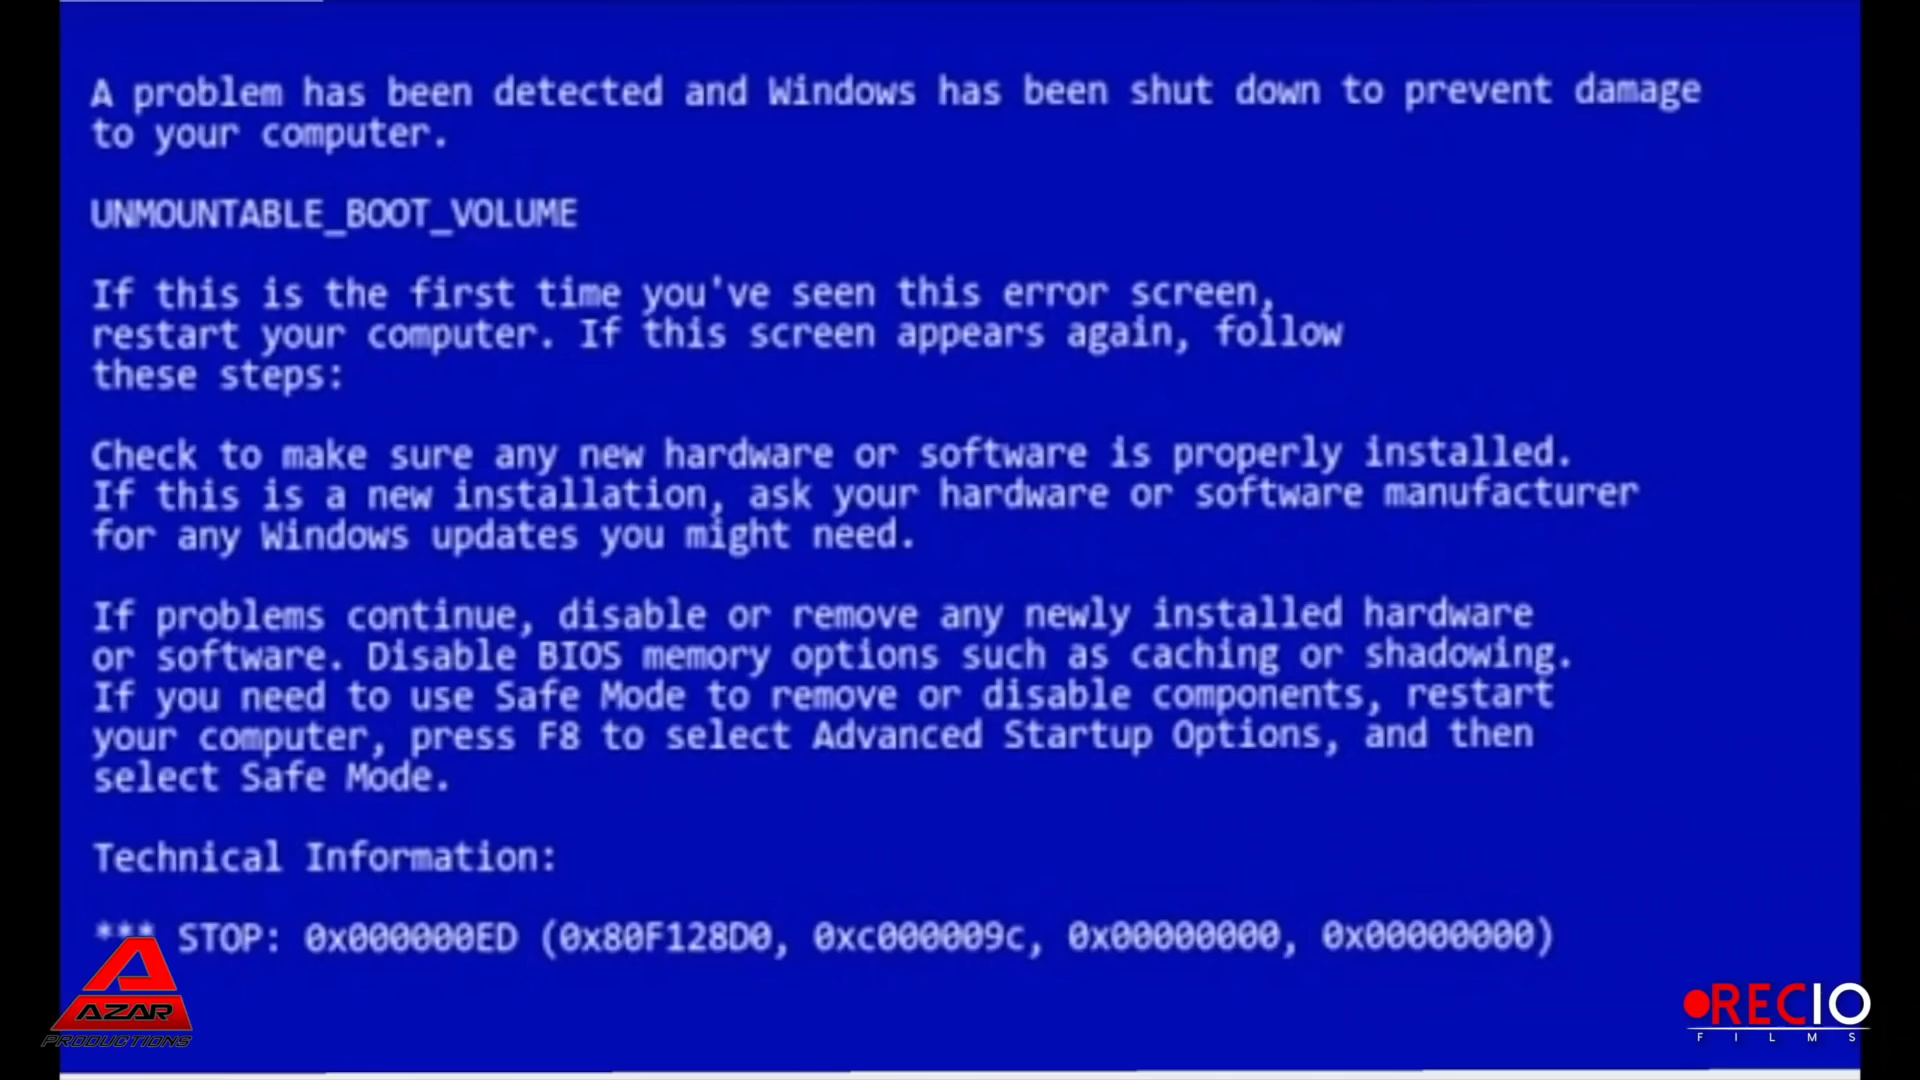 A problem has been detected and Windows has been shut down to prevent damage
to your computer.
UNMOUNTABLE_BOOT_VOLUME
If this is the first time you've seen this error screen,
restart your computer. If this screen appears again, follow
these steps:
Check to make sure any new hardware or software is properly installed.
If this is a new installation, ask your hardware or software manufacturer
for any Windows updates you might need.
If problems continue, disable or remove any newly installed hardware
or software. Disable BIOS memory options such as caching or shadowing.
If you need to use Safe Mode to remove or disable components, restart
your computer, press F8 to select Advanced Startup Options, and then
select Safe Mode.
Technical Information:
*** STOP: 0x000000ED (0x80F128D0, 0xc000009c, 0x00000000, 0x00000000)
AZAR
PRODUCTIONS
RECIO
FILMS